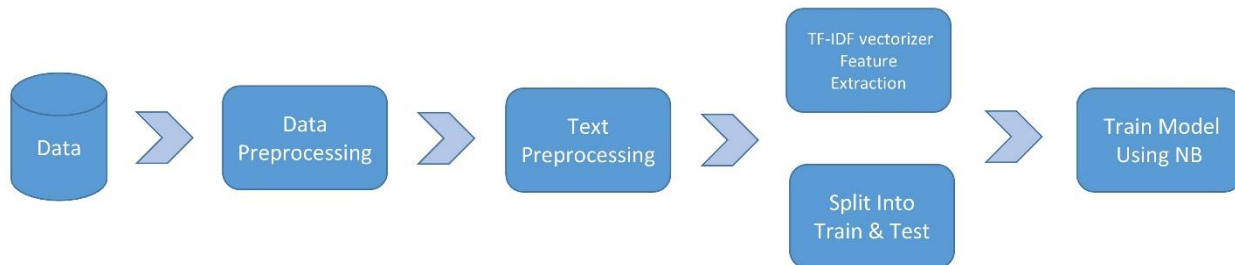 Data
Data
Preprocessing
Text
Preprocessing
TF-IDF vectorizer
Feature
Extraction
Split Into
Train & Test
Train Model
Using NB